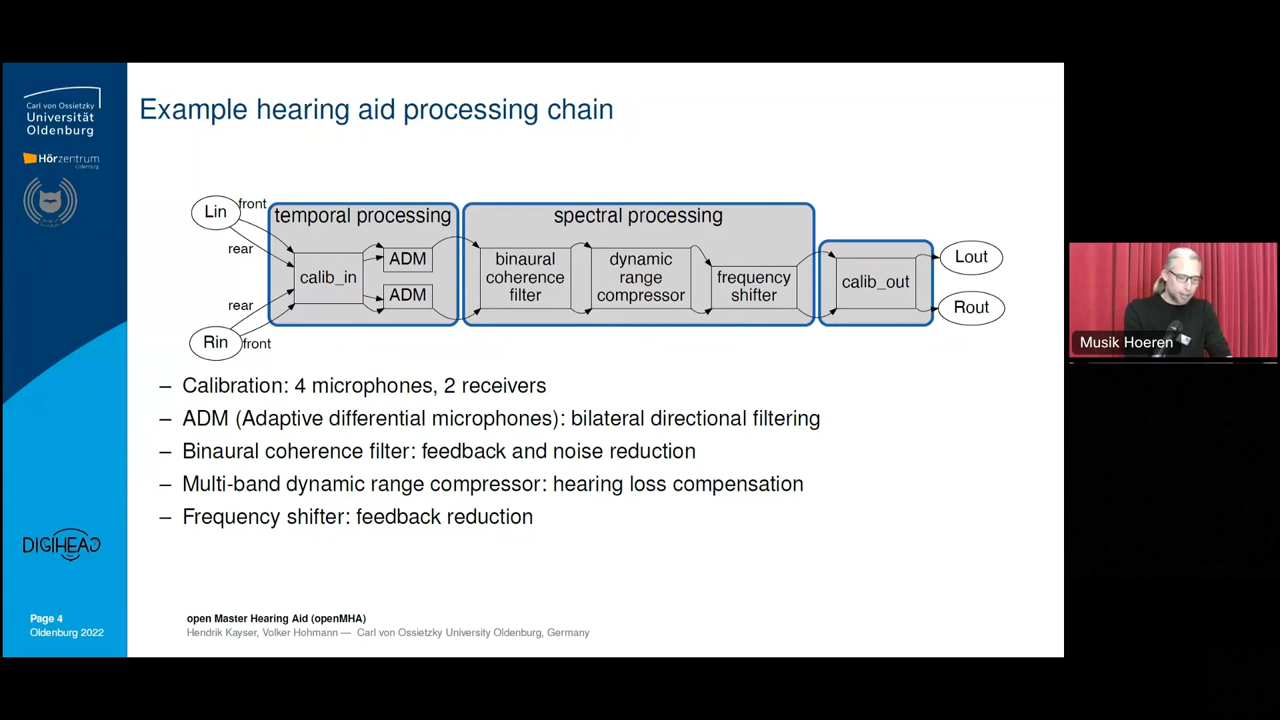 Carl von Ossietzky
Universität
Oldenburg
Hörzentrum
Oldenburg
Example hearing aid processing chain
Lin
front
rear
rear
Rin
front
temporal processing
calib_in
ADM
ADM
spectral processing
binaural
coherence
filter
dynamic
range
compressor
frequency
shifter
calib_out
Lout
Rout
– Calibration: 4 microphones, 2 receivers
– ADM (Adaptive differential microphones): bilateral directional filtering
– Binaural coherence filter: feedback and noise reduction
– Multi-band dynamic range compressor: hearing loss compensation
– Frequency shifter: feedback reduction
DIGIHEAD
Page 4
Oldenburg 2022
open Master Hearing Aid (openMHA)
Hendrik Kayser, Volker Hohmann — Carl von Ossietzky University Oldenburg, Germany
Musik Hoeren